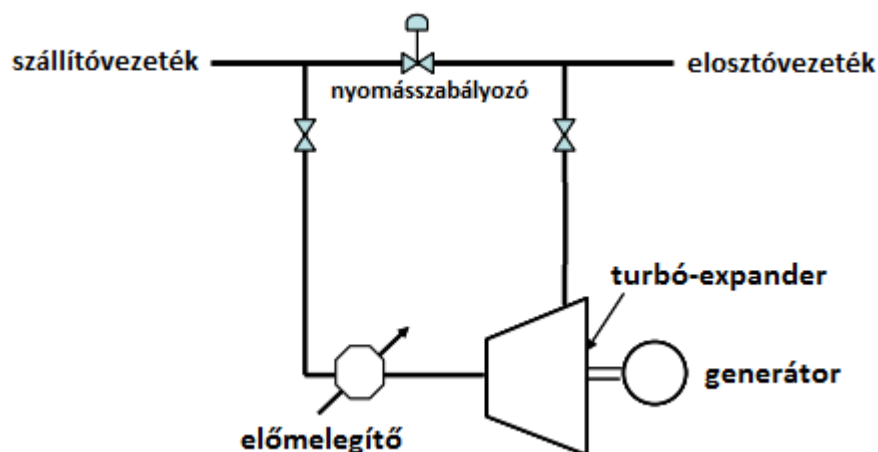 szállítóvezeték
elosztóvezeték
nyomásszabályozó
turbó-expander
generátor
előmelegítő